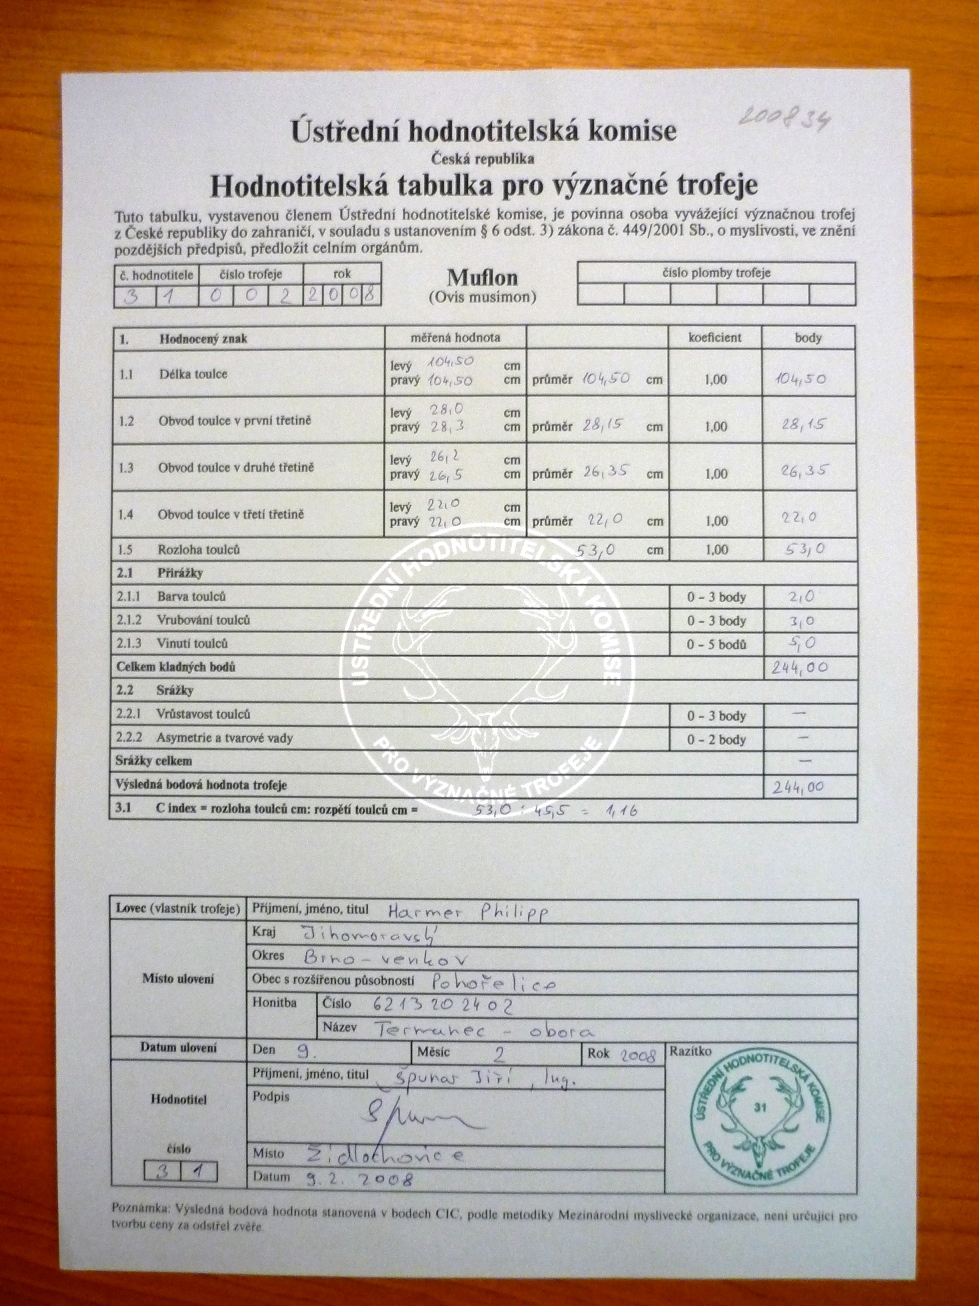 200834
Ústřední hodnotitelská komise
Česká republika
Hodnotitelská tabulka pro význačné trofeje
Tuto tabulku, vystavenou členem Ústřední hodnotitelské komise, je povinna osoba vyvážející význačnou trofej
z České republiky do zahraničí, v souladu s ustanovením § 6 odst. 3) zákona č. 449/2001 Sb., o myslivosti, ve znění
pozdějších předpisů, předložit celním orgánům.
č. hodnotitele číslo trofeje rok
3 1 0 0 2 2 0 0 8
Muflon
(Ovis musimon)
číslo plomby trofeje
1. Hodnocený znak měřená hodnota koeficient body
1.1 Délka toulce levý 104,50 cm
pravý 104,50 cm průměr 104,50 cm 1,00 104,50
1.2 Obvod toulce v první třetině levý 28,0 cm
pravý 28,3 cm průměr 28,15 cm 1,00 28,15
1.3 Obvod toulce v druhé třetině levý 26,2 cm
pravý 26,5 cm průměr 26,35 cm 1,00 26,35
1.4 Obvod toulce v třetí třetině levý 22,0 cm
pravý 22,0 cm průměr 22,0 cm 1,00 22,0
1.5 Rozloha toulců 53,0 cm 1,00 53,0
2.1 Přirážky
2.1.1 Barva toulců 0 – 3 body 2,0
2.1.2 Vrubování toulců 0 – 3 body 3,0
2.1.3 Vinutí toulců 0 – 5 bodů 5,0
Celkem kladných bodů 244,00
2.2 Srážky
2.2.1 Vrůstavost toulců 0 – 3 body —
2.2.2 Asymetrie a tvarové vady 0 – 2 body —
Srážky celkem —
Výsledná bodová hodnota trofeje 244,00
3.1 C index = rozloha toulců cm: rozpětí toulců cm = 53,0 : 45,5 = 1,16
ÚSTŘEDNÍ HODNOTITELSKÁ KOMISE
PRO VÝZNAČNÉ TROFEJE
Lovec (vlastník trofeje) Příjmení, jméno, titul Harmer Philipp
Místo ulovení Kraj Jihomoravský
Okres Brno – venkov
Obec s rozšířenou působností Pohořelice
Honitba Číslo 6213202402
Název Termanec – obora
Datum ulovení Den 9. Měsíc 2 Rok 2008 Razítko
Hodnotitel Příjmení, jméno, titul Špunar Jiří, Ing.
Podpis
číslo
3 1
Místo Židlochovice
Datum 9. 2. 2008
ÚSTŘEDNÍ HODNOTITELSKÁ KOMISE
31
PRO VÝZNAČNÉ TROFEJE
Poznámka: Výsledná bodová hodnota stanovená v bodech CIC, podle metodiky Mezinárodní myslivecké organizace, není určující pro
tvorbu ceny za odstřel zvěře.